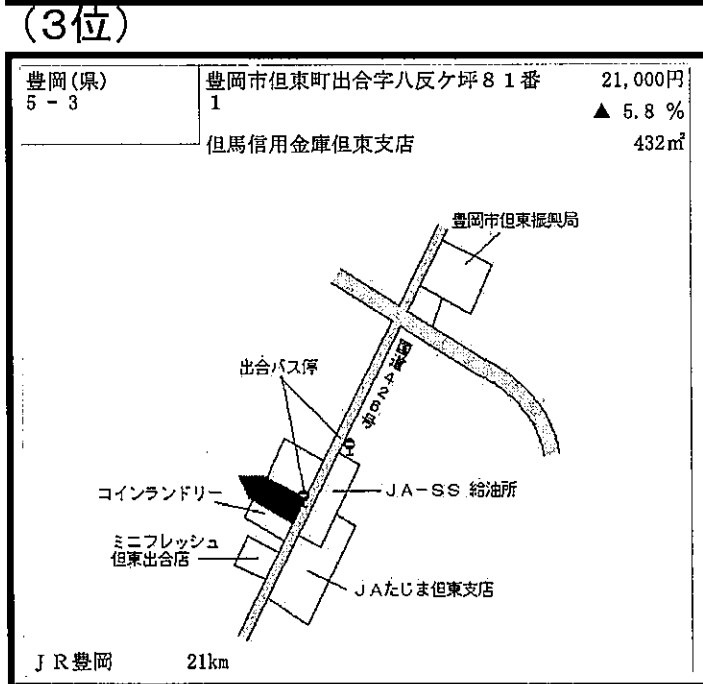 (3位)
豊岡(県)
5-3
豊岡市但東町出合字八反ケ坪81番
1
21,000円
▲ 5.8 %
但馬信用金庫但東支店
432㎡
豊岡市但東振興局
国道426号
出合バス停
コインランドリー
JA-SS 給油所
ミニフレッシュ
但東出合店
JAたじま但東支店
JR豊岡 21km